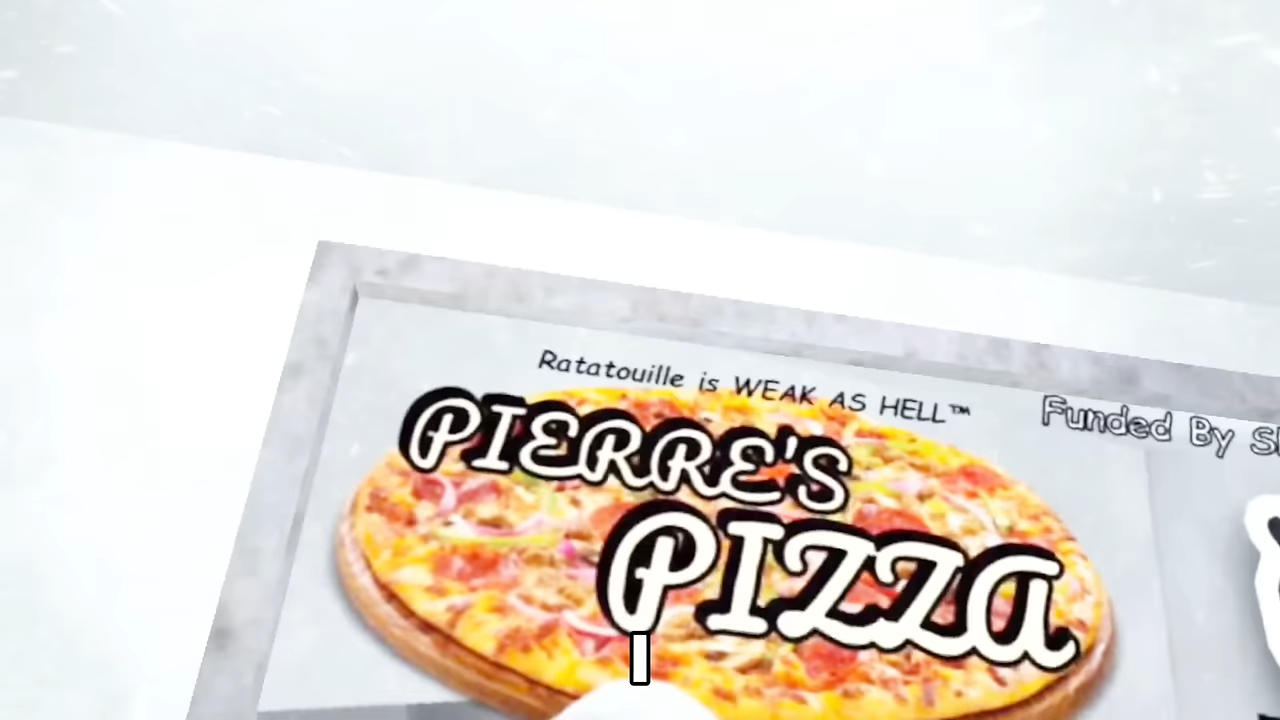 Ratatouille is WEAK AS HELL™
Funded By
PIERRE'S
PIZZA
I